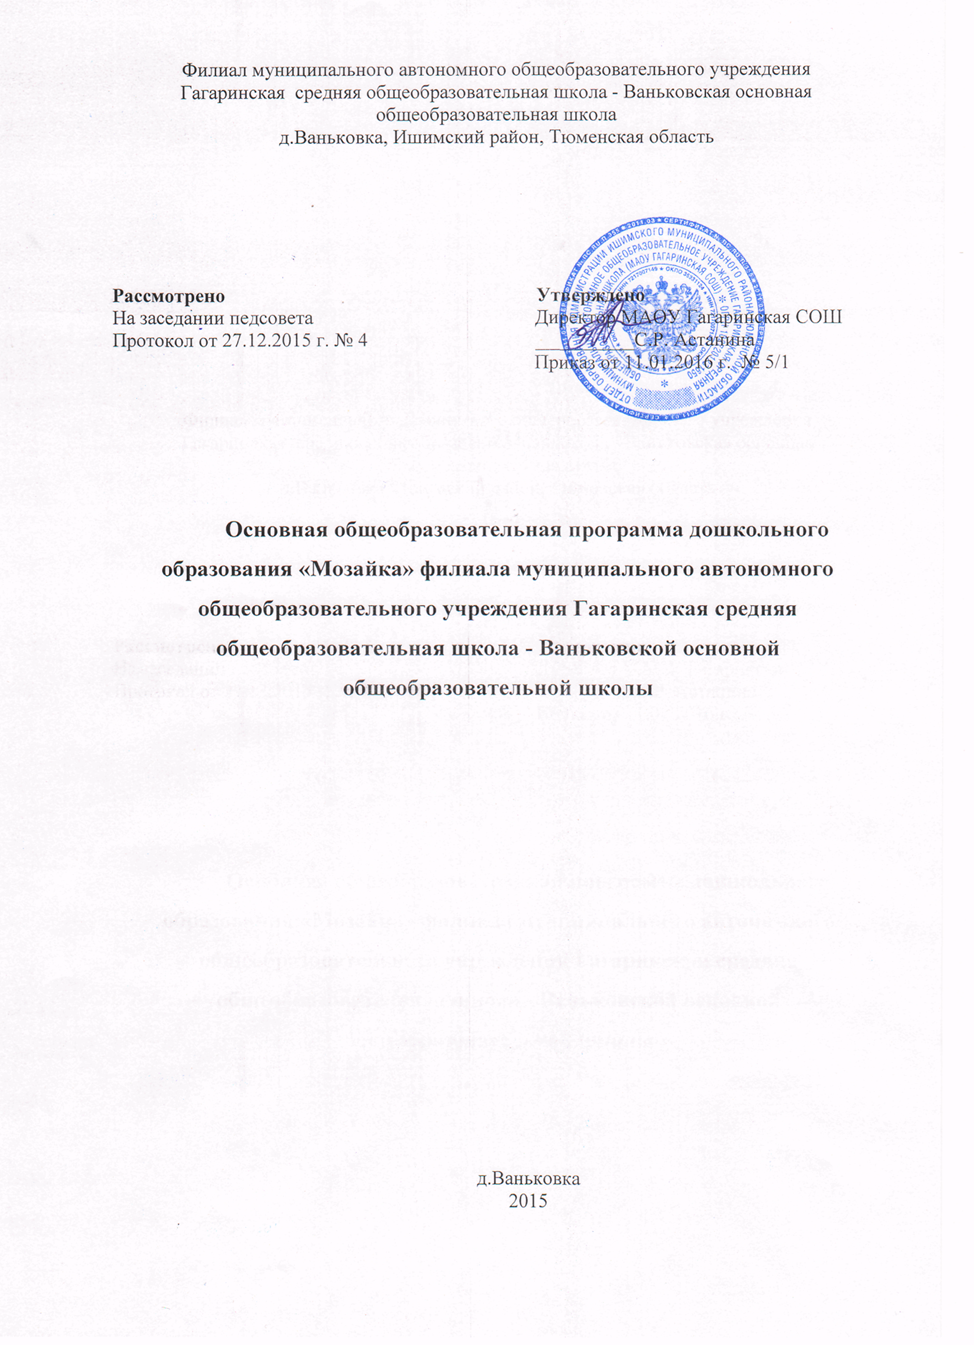 Филиал муниципального автономного общеобразовательного учреждения
Гагаринская средняя общеобразовательная школа - Ваньковская основная
общеобразовательная школа
д.Ваньковка, Ишимский район, Тюменская область
Рассмотрено
На заседании педсовета
Протокол от 27.12.2015 г. № 4
Утверждено
Директор МАОУ Гагаринская СОШ
С.Р. Астанина
Приказ от 11.01.2016 г. № 5/1
Основная общеобразовательная программа дошкольного
образования «Мозайка» филиала муниципального автономного
общеобразовательного учреждения Гагаринская средняя
общеобразовательная школа - Ваньковской основной
общеобразовательной школы
д.Ваньковка
2015